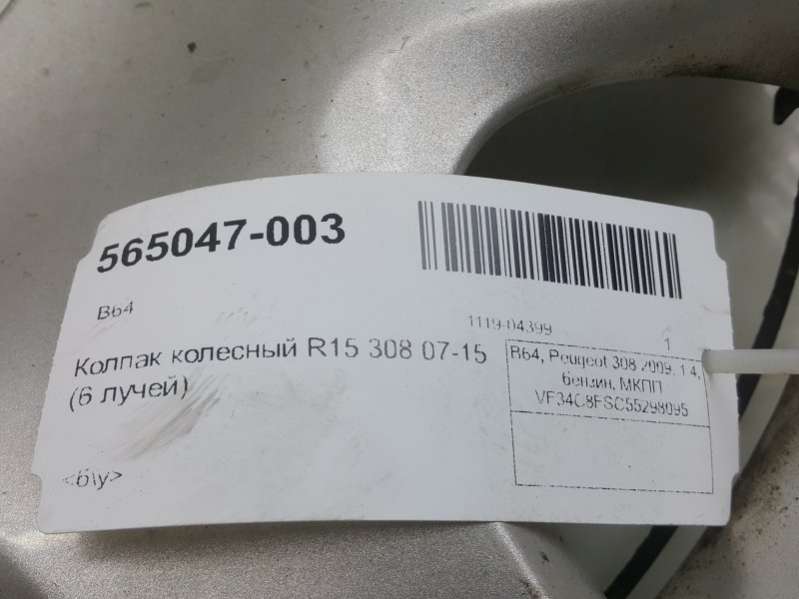 565047-003
B64
1119-04399
1
Колпак колесный R15 308 07-15
(6 лучей)
B64, Peugeot 308 2009. 1.4,
бензин, МКПП
VF34C8FSC55298095
<б\у>